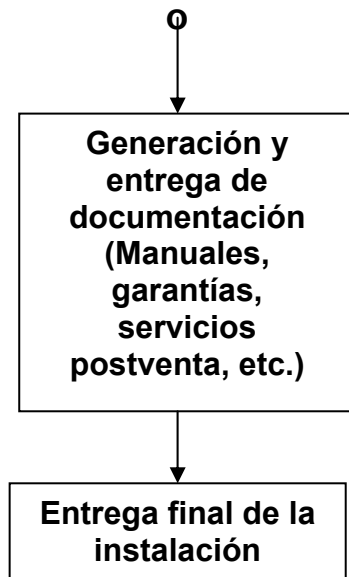 o
Generación y
entrega de
documentación
(Manuales,
garantías,
servicios
postventa, etc.)
Entrega final de la
instalación